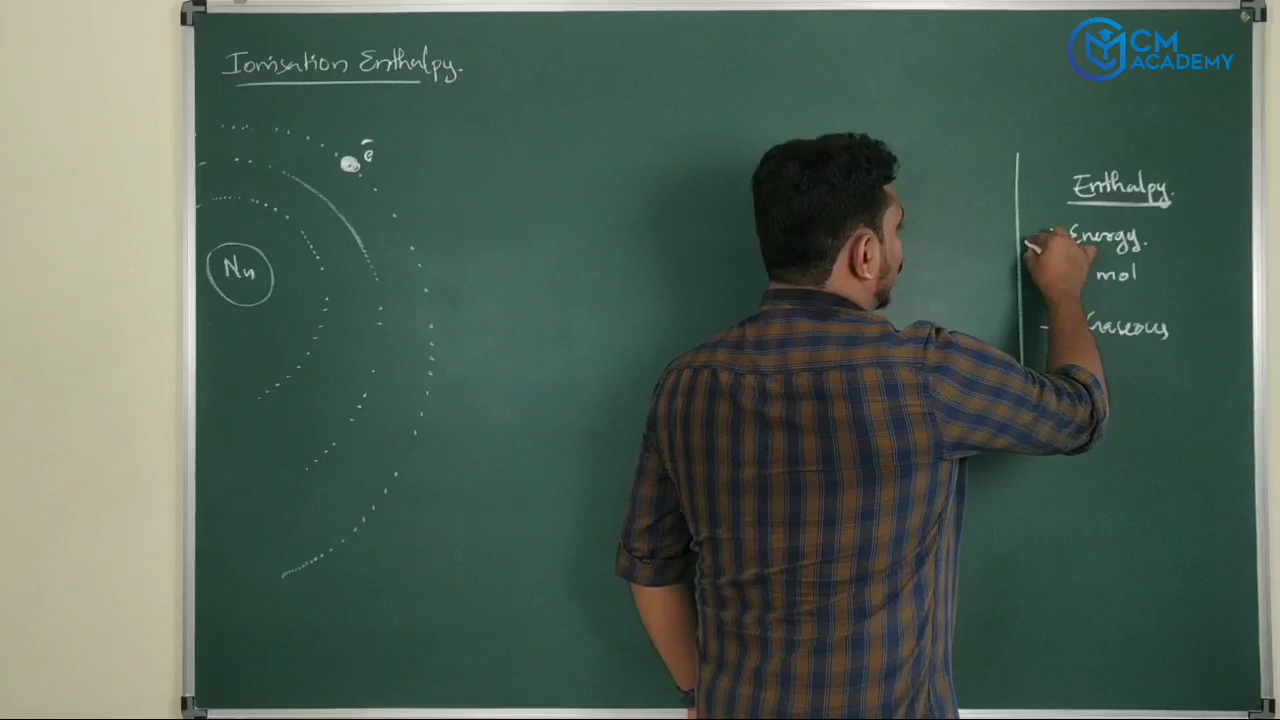 Ionisation Enthalpy.
ē
Nu
Enthalpy.
Energy.
mol
Gaseous
CM
ACADEMY